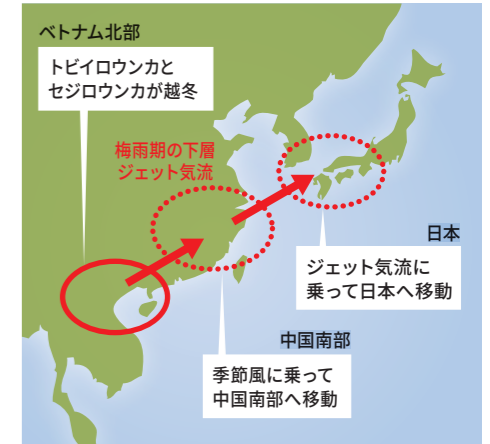 ベトナム北部
トビイロウンカと
セジロウンカが越冬
梅雨期の下層
ジェット気流
日本
ジェット気流に
乗って日本へ移動
中国南部
季節風に乗って
中国南部へ移動